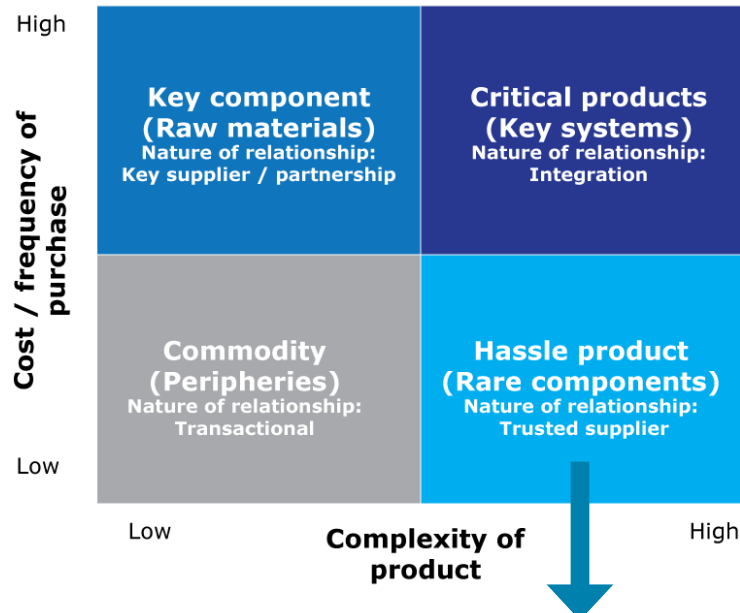 High
Key component
(Raw materials)
Nature of relationship:
Key supplier / partnership
Critical products
(Key systems)
Nature of relationship:
Integration
Cost / frequency of
purchase
Commodity
(Peripheries)
Nature of relationship:
Transactional
Hassle product
(Rare components)
Nature of relationship:
Trusted supplier
Low
Low
Complexity of
product
High